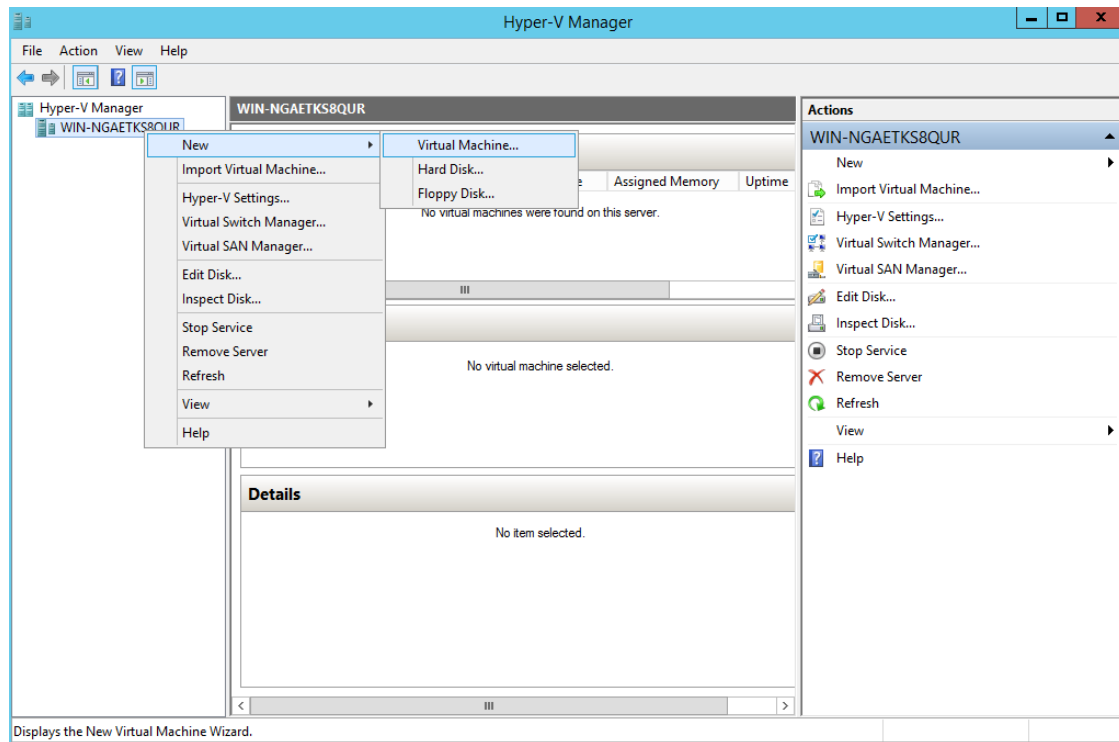 Hyper-V Manager
File Action View Help
Hyper-V Manager
WIN-NGAETKS8QUR
New
Import Virtual Machine...
Hyper-V Settings...
Virtual Switch Manager...
Virtual SAN Manager...
Edit Disk...
Inspect Disk...
Stop Service
Remove Server
Refresh
View
Help
Virtual Machine...
Hard Disk...
Floppy Disk...
WIN-NGAETKS8QUR
Assigned Memory Uptime
No virtual machines were found on this server.
No virtual machine selected.
Details
No item selected.
Actions
WIN-NGAETKS8QUR
New
Import Virtual Machine...
Hyper-V Settings...
Virtual Switch Manager...
Virtual SAN Manager...
Edit Disk...
Inspect Disk...
Stop Service
Remove Server
Refresh
View
Help
Displays the New Virtual Machine Wizard.